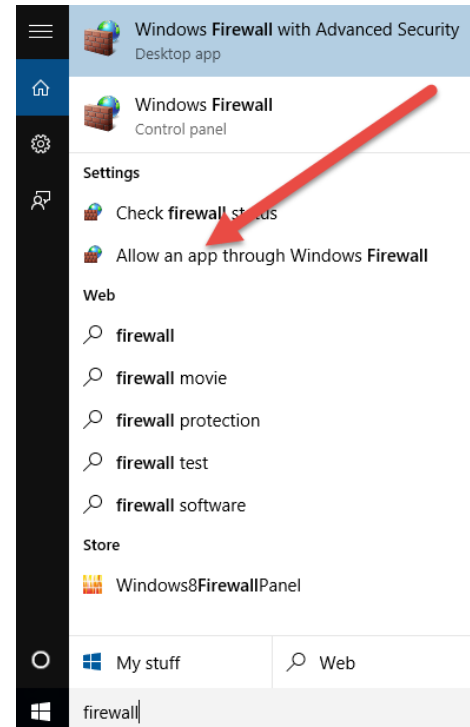 Windows Firewall with Advanced Security
Desktop app
Windows Firewall
Control panel
Settings
Check firewall status
Allow an app through Windows Firewall
Web
firewall
firewall movie
firewall protection
firewall test
firewall software
Store
Windows8FirewallPanel
My stuff
Web
firewall